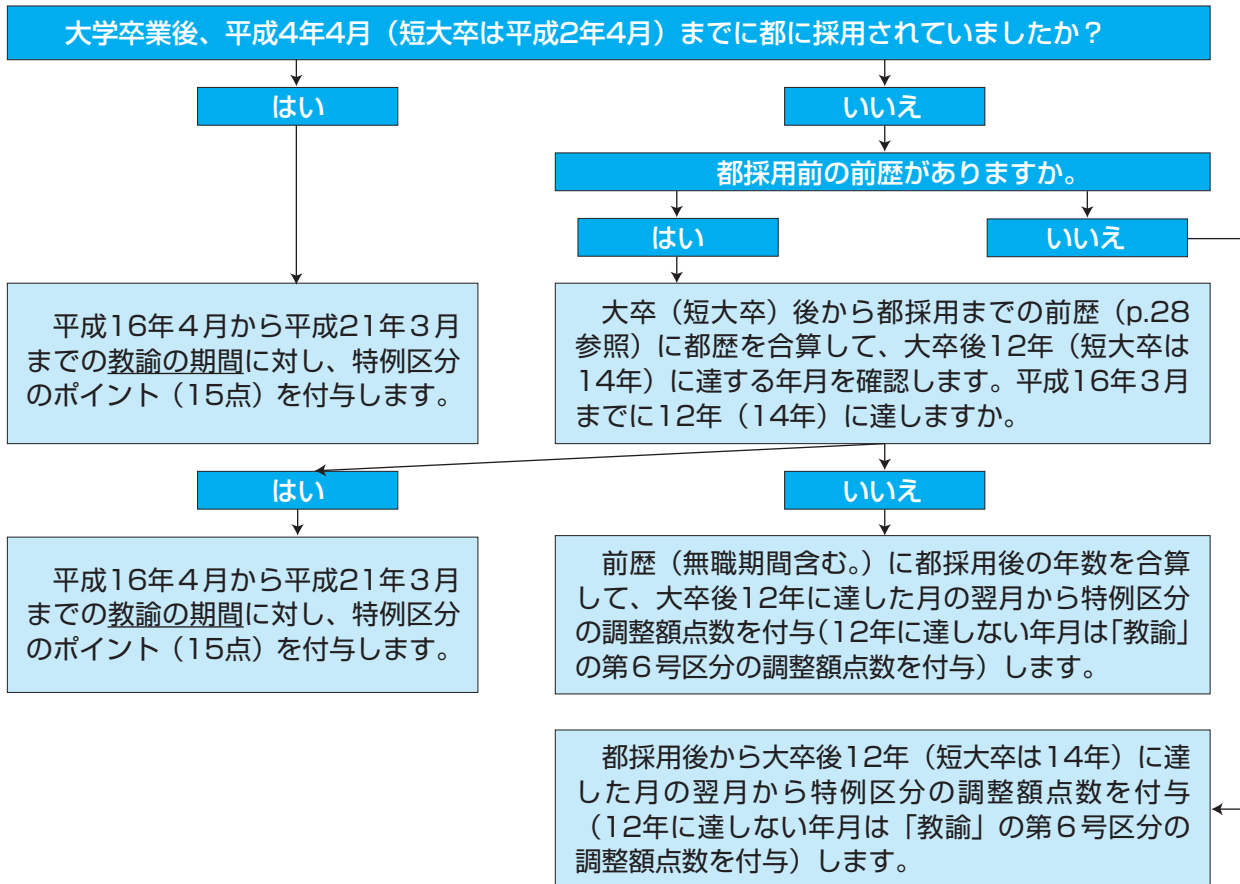 大学卒業後、平成4年4月（短大卒は平成2年4月）までに都に採用されていましたか？
はい
いいえ
都採用前の前歴がありますか。
はい
いいえ
平成16年４月から平成21年３月
までの教諭の期間に対し、特例区分
のポイント（15点）を付与します。
大卒（短大卒）後から都採用までの前歴（p.28
参照）に都歴を合算して、大卒後12年（短大卒は
14年）に達する年月を確認します。平成16年３月
までに12年（14年）に達しますか。
はい
いいえ
平成16年４月から平成21年３月
までの教諭の期間に対し、特例区分
のポイント（15点）を付与します。
前歴（無職期間含む。）に都採用後の年数を合算
して、大卒後12年に達した月の翌月から特例区分
の調整額点数を付与（12年に達しない年月は「教諭」
の第６号区分の調整額点数を付与）します。
都採用後から大卒後12年（短大卒は14年）に達
した月の翌月から特例区分の調整額点数を付与
（12年に達しない年月は「教諭」の第６号区分の
調整額点数を付与）します。